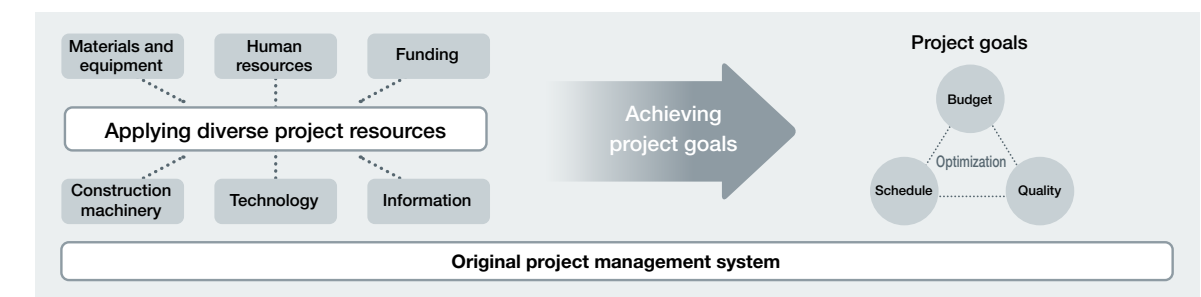 Materials and
equipment
Human
resources
Funding
Applying diverse project resources
Construction
machinery
Technology
Information
Achieving
project goals
Project goals
Budget
Optimization
Schedule
Quality
Original project management system